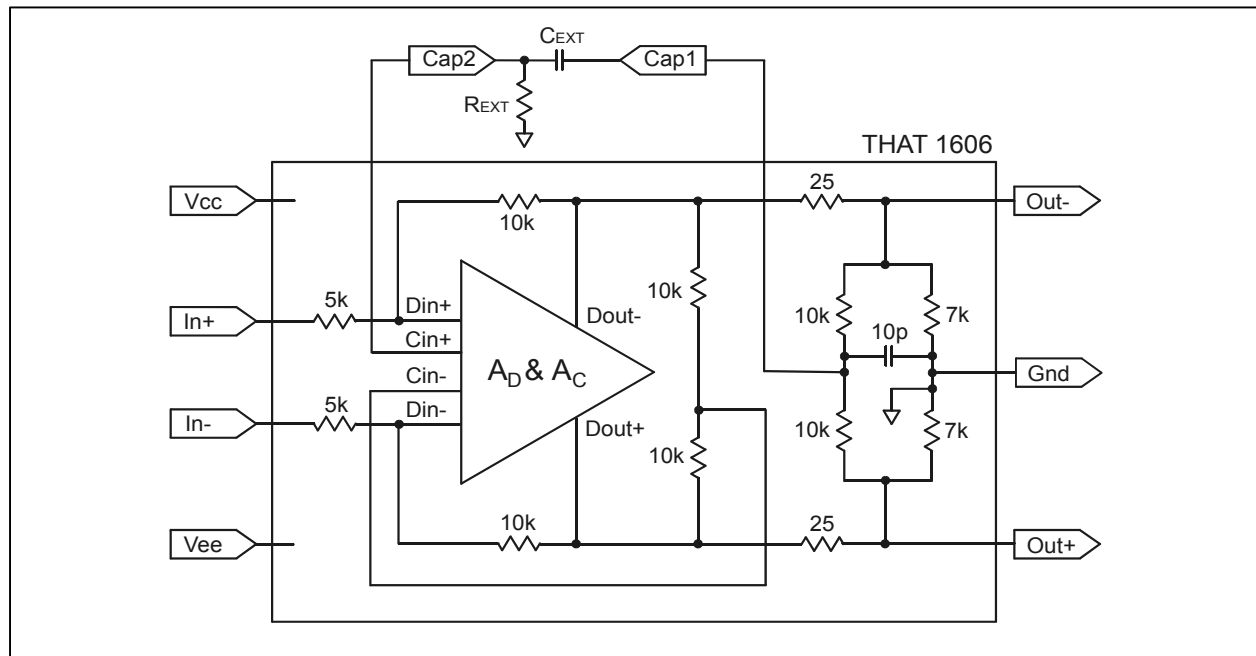 CEXT
Cap2
Cap1
REXT
THAT 1606
Vcc
25
Out-
10k
5k
In+
Din+
Dout-
10k
10k
7k
10p
Cin+
AD & AC
Gnd
Cin-
In-
5k
Din-
Dout+
10k
10k
7k
10k
25
Vee
Out+